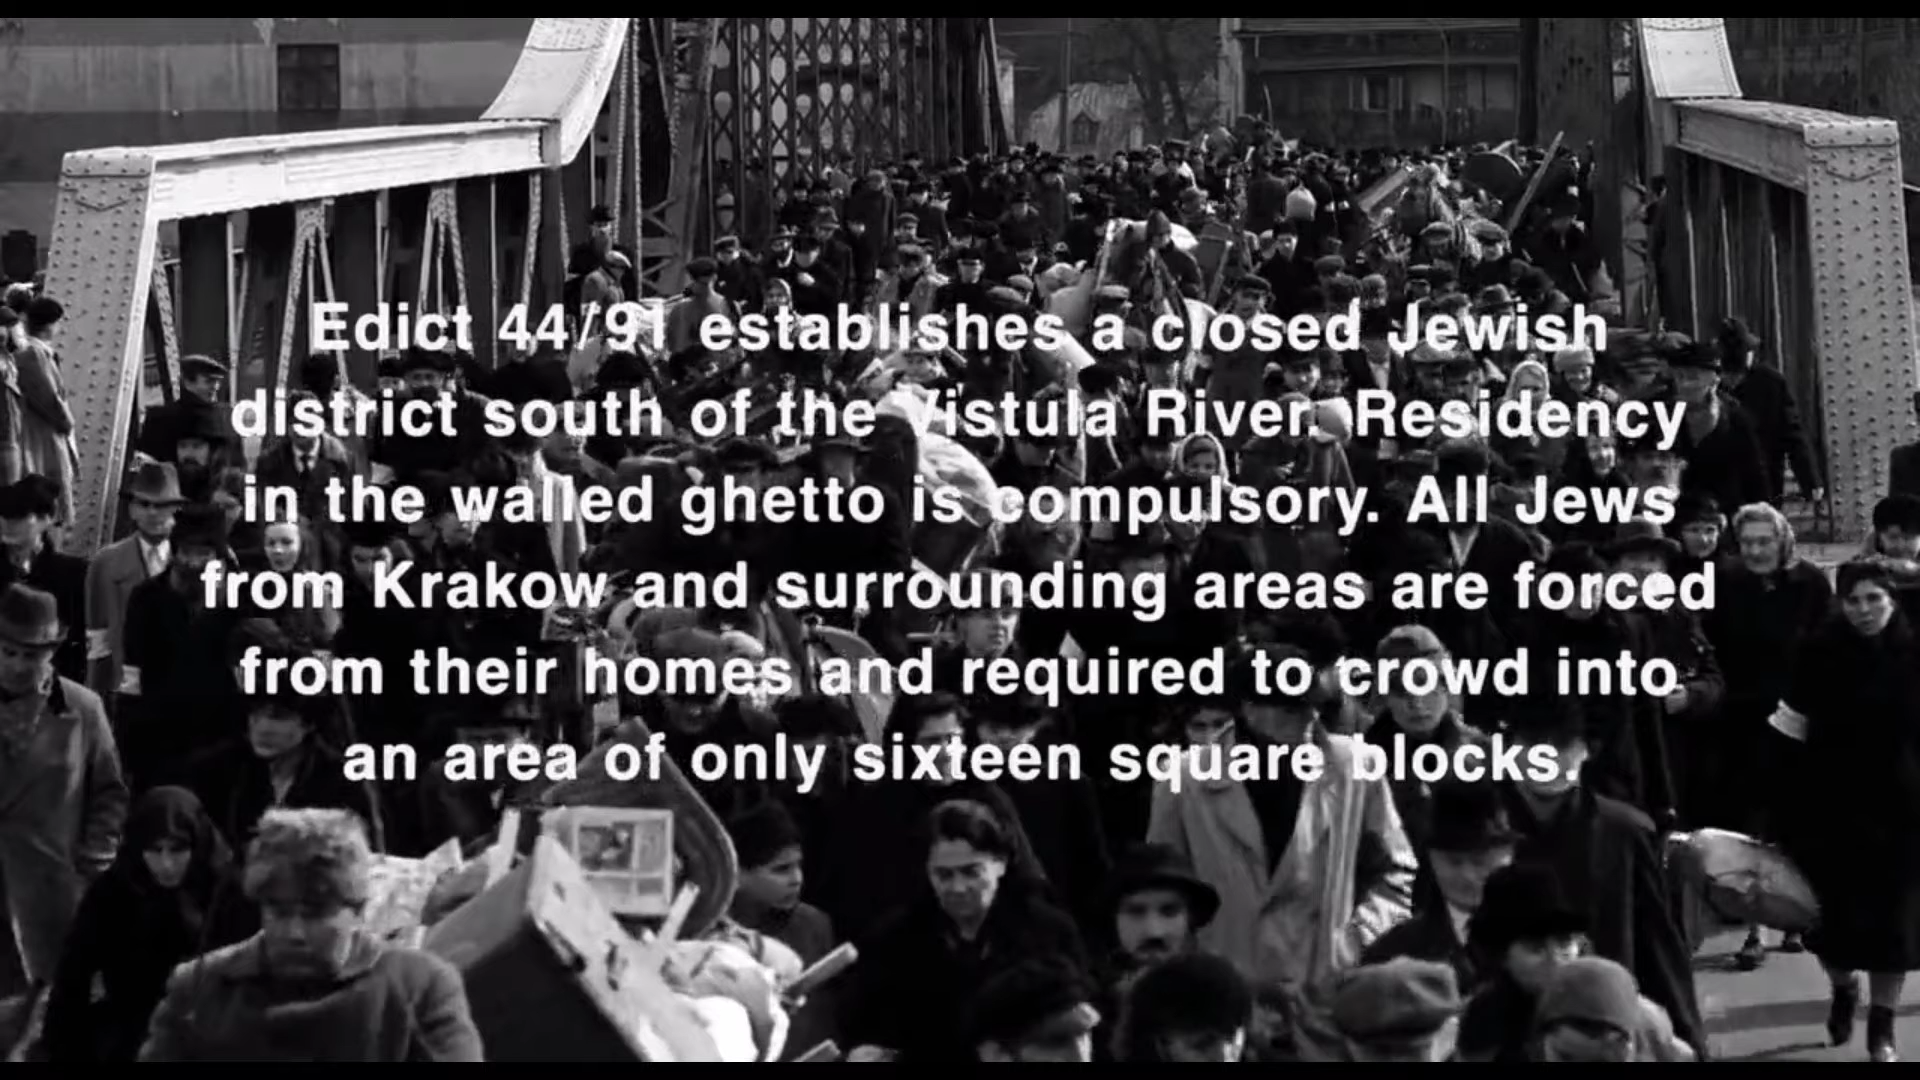 Edict 44/91 establishes a closed Jewish
district south of the Vistula River. Residency
in the walled ghetto is compulsory. All Jews
from Krakow and surrounding areas are forced
from their homes and required to crowd into
an area of only sixteen square blocks.